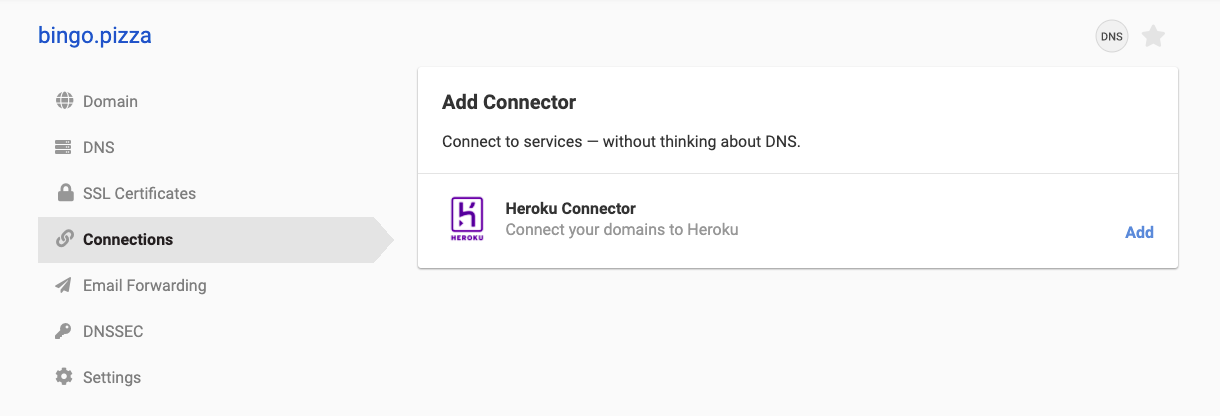 bingo.pizza
DNS
Domain
DNS
SSL Certificates
Connections
Email Forwarding
DNSSEC
Settings
Add Connector
Connect to services — without thinking about DNS.
HEROKU
Heroku Connector
Connect your domains to Heroku
Add